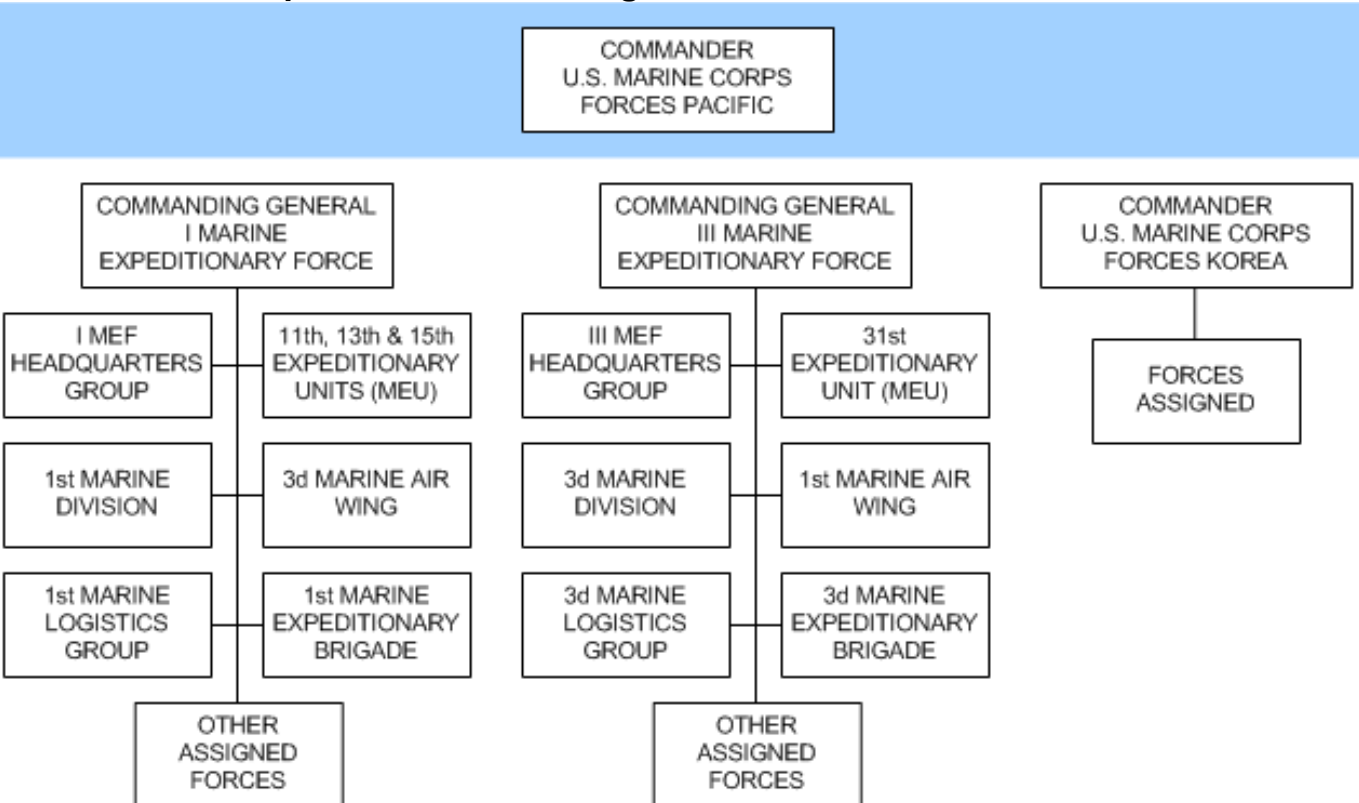 COMMANDER
U.S. MARINE CORPS
FORCES PACIFIC
COMMANDING GENERAL
I MARINE
EXPEDITIONARY FORCE
I MEF
HEADQUARTERS
GROUP
11th, 13th & 15th
EXPEDITIONARY
UNITS (MEU)
1st MARINE
DIVISION
3d MARINE AIR
WING
1st MARINE
LOGISTICS
GROUP
1st MARINE
EXPEDITIONARY
BRIGADE
OTHER
ASSIGNED
FORCES
COMMANDING GENERAL
III MARINE
EXPEDITIONARY FORCE
III MEF
HEADQUARTERS
GROUP
31st
EXPEDITIONARY
UNIT (MEU)
3d MARINE
DIVISION
1st MARINE AIR
WING
3d MARINE
LOGISTICS
GROUP
3d MARINE
EXPEDITIONARY
BRIGADE
OTHER
ASSIGNED
FORCES
COMMANDER
U.S. MARINE CORPS
FORCES KOREA
FORCES
ASSIGNED